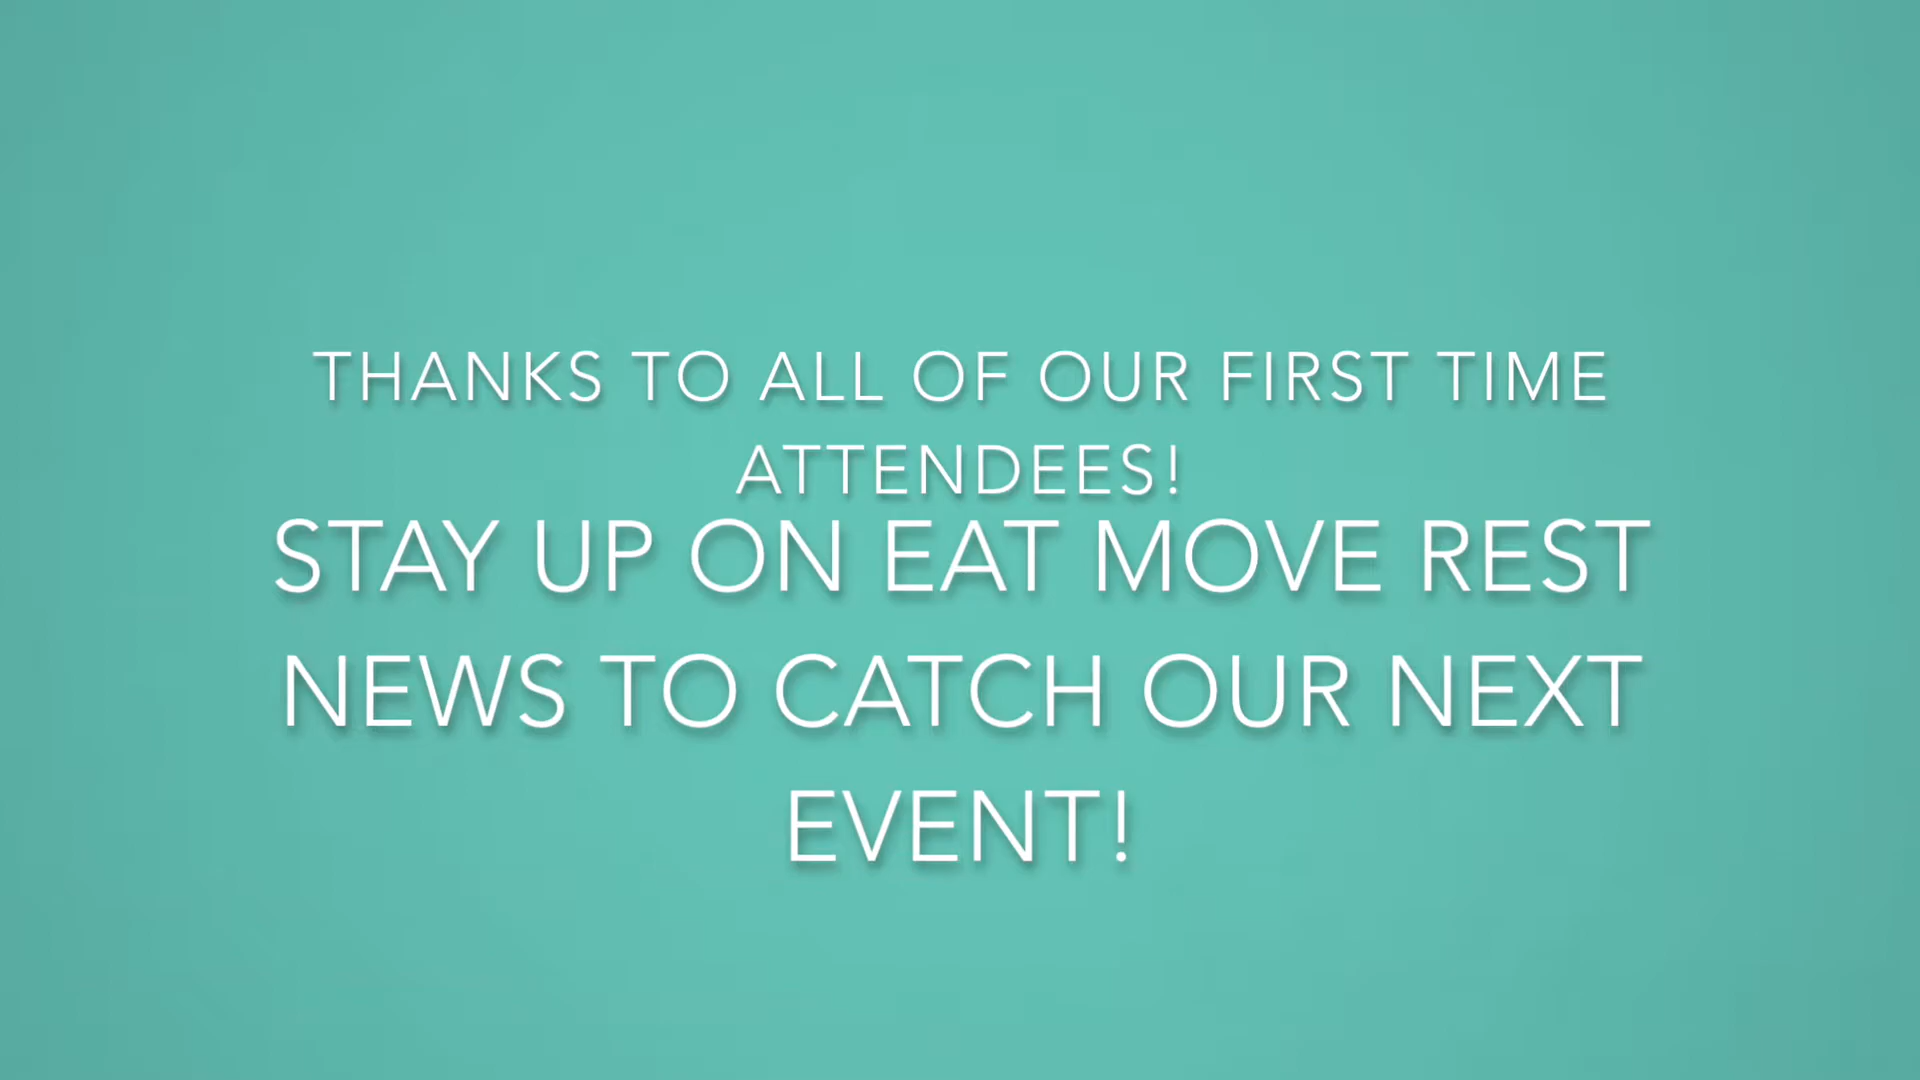 THANKS TO ALL OF OUR FIRST TIME
ATTENDEES!
STAY UP ON EAT MOVE REST
NEWS TO CATCH OUR NEXT
EVENT!